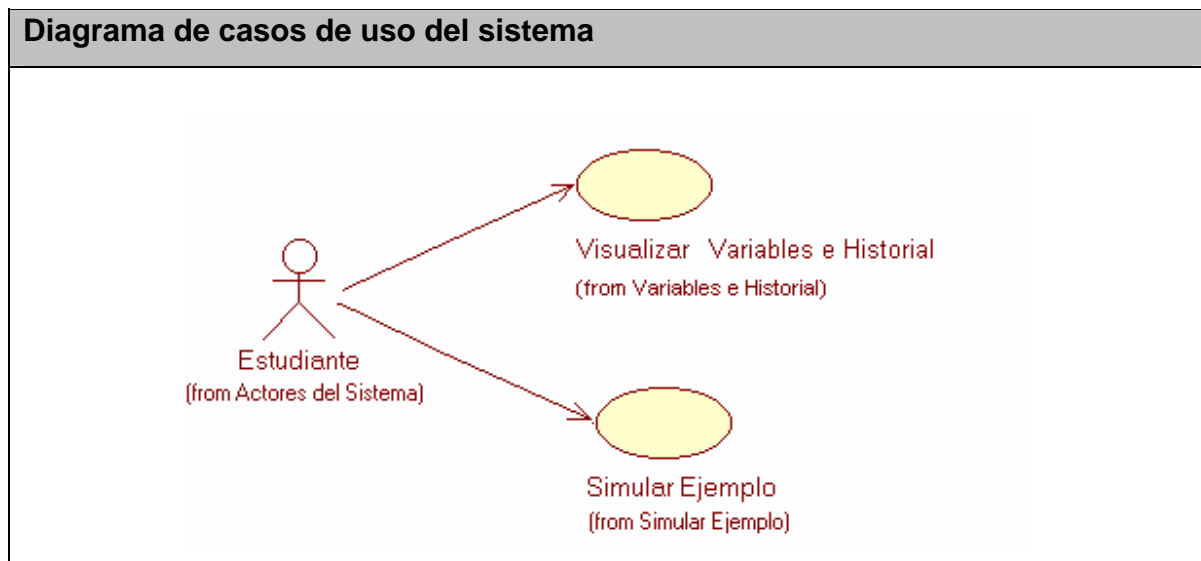 Diagrama de casos de uso del sistema
Visualizar Variables e Historial
(from Variables e Historial)
Estudiante
(from Actores del Sistema)
Simular Ejemplo
(from Simular Ejemplo)